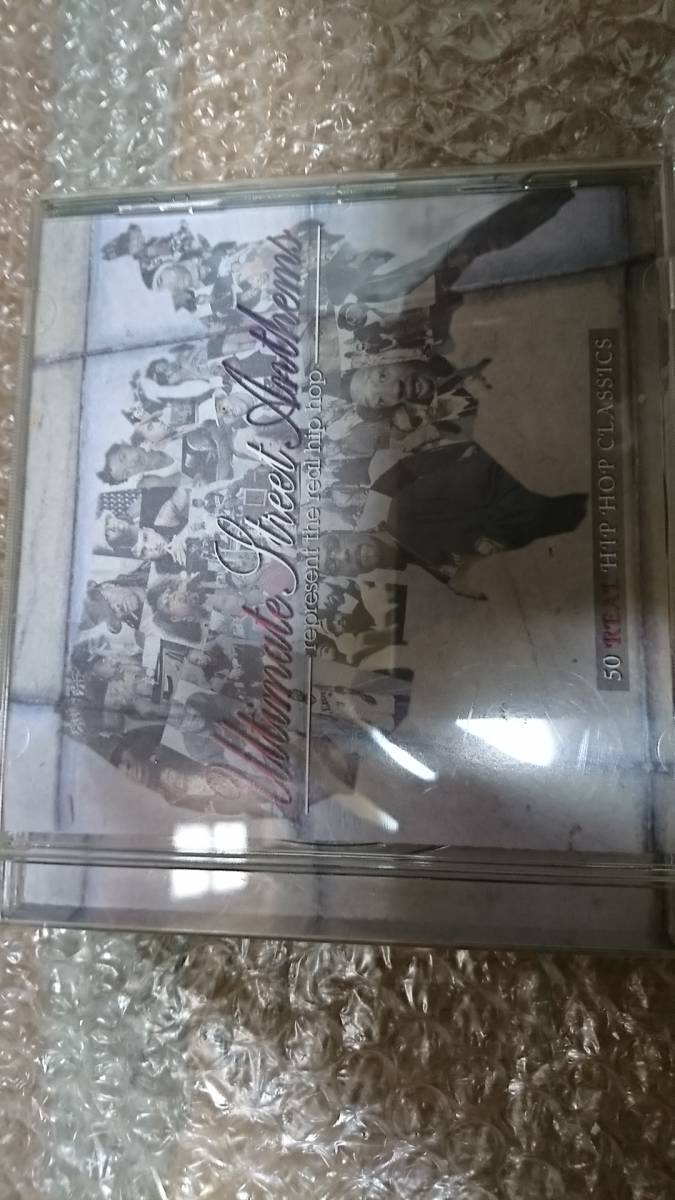 Ultimate Street Anthems
represent the real hip hop
50 REAL HIP HOP CLASSICS